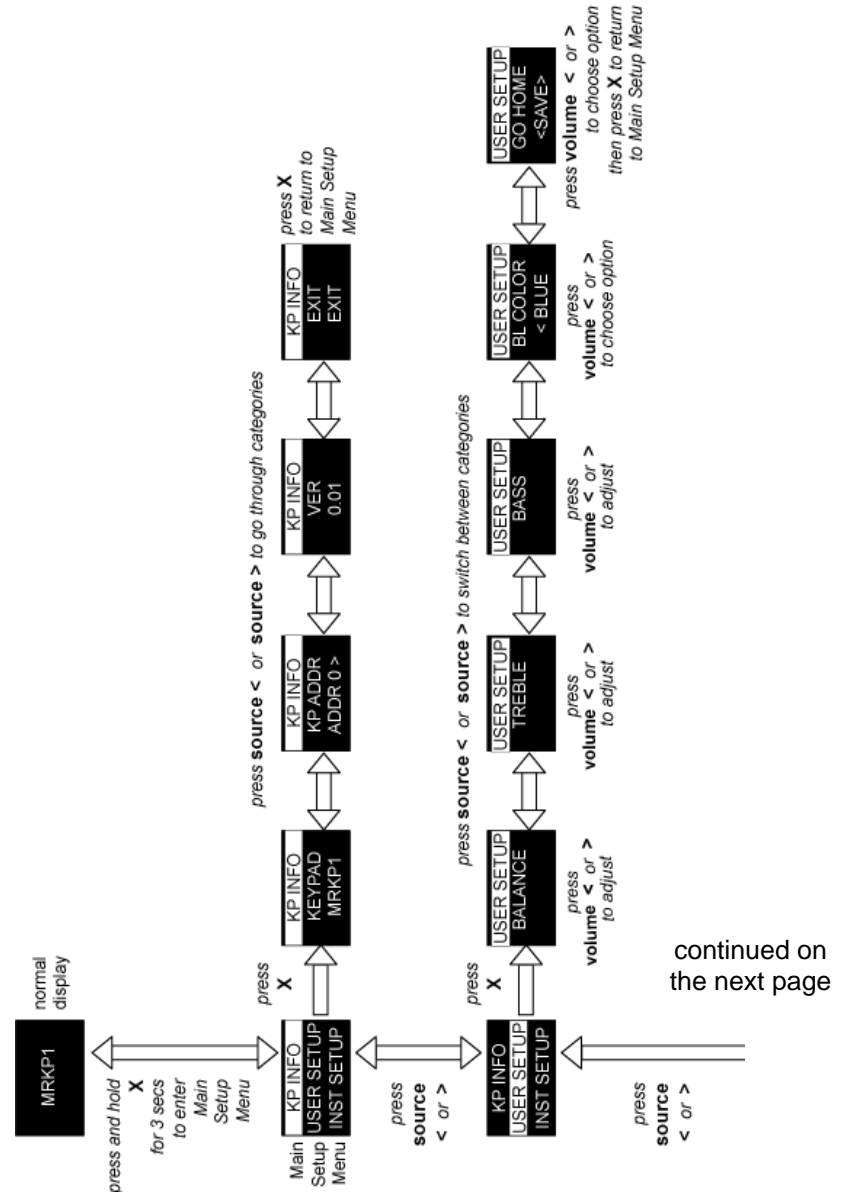 MRKP1
normal
display
press and hold
X
for 3 secs
to enter
Main
Setup
Menu
Main
Setup
Menu
KP INFO
USER SETUP
INST SETUP
press
X
KP INFO
KEYPAD
MRKP1
KP INFO
KP ADDR
ADDR 0 >
KP INFO
VER
0.01
KP INFO
EXIT
EXIT
press X
to return to
Main Setup
Menu
press source < or source > to go through categories
press
source
< or >
KP INFO
USER SETUP
INST SETUP
press
X
USER SETUP
BALANCE
press
volume < or >
to adjust
USER SETUP
TREBLE
press
volume < or >
to adjust
USER SETUP
BASS
press
volume < or >
to adjust
USER SETUP
BL COLOR
< BLUE
press
volume < or >
to choose option
USER SETUP
GO HOME
<SAVE>
press volume < or >
to choose option
then press X to return
to Main Setup Menu
press source < or source > to switch between categories
press
source
< or >
continued on
the next page